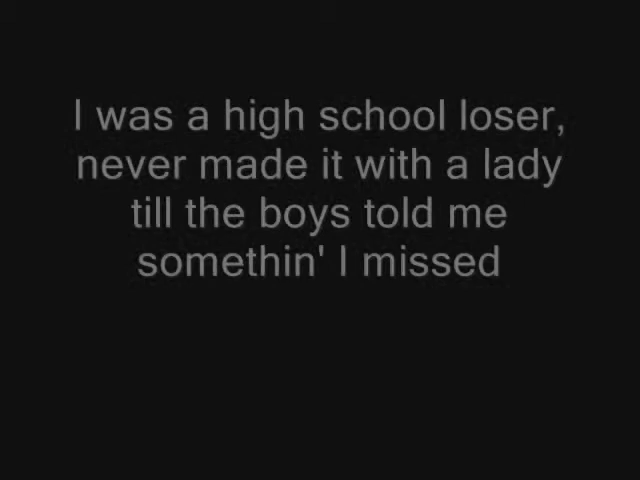 I was a high school loser,
never made it with a lady
till the boys told me
somethin' I missed